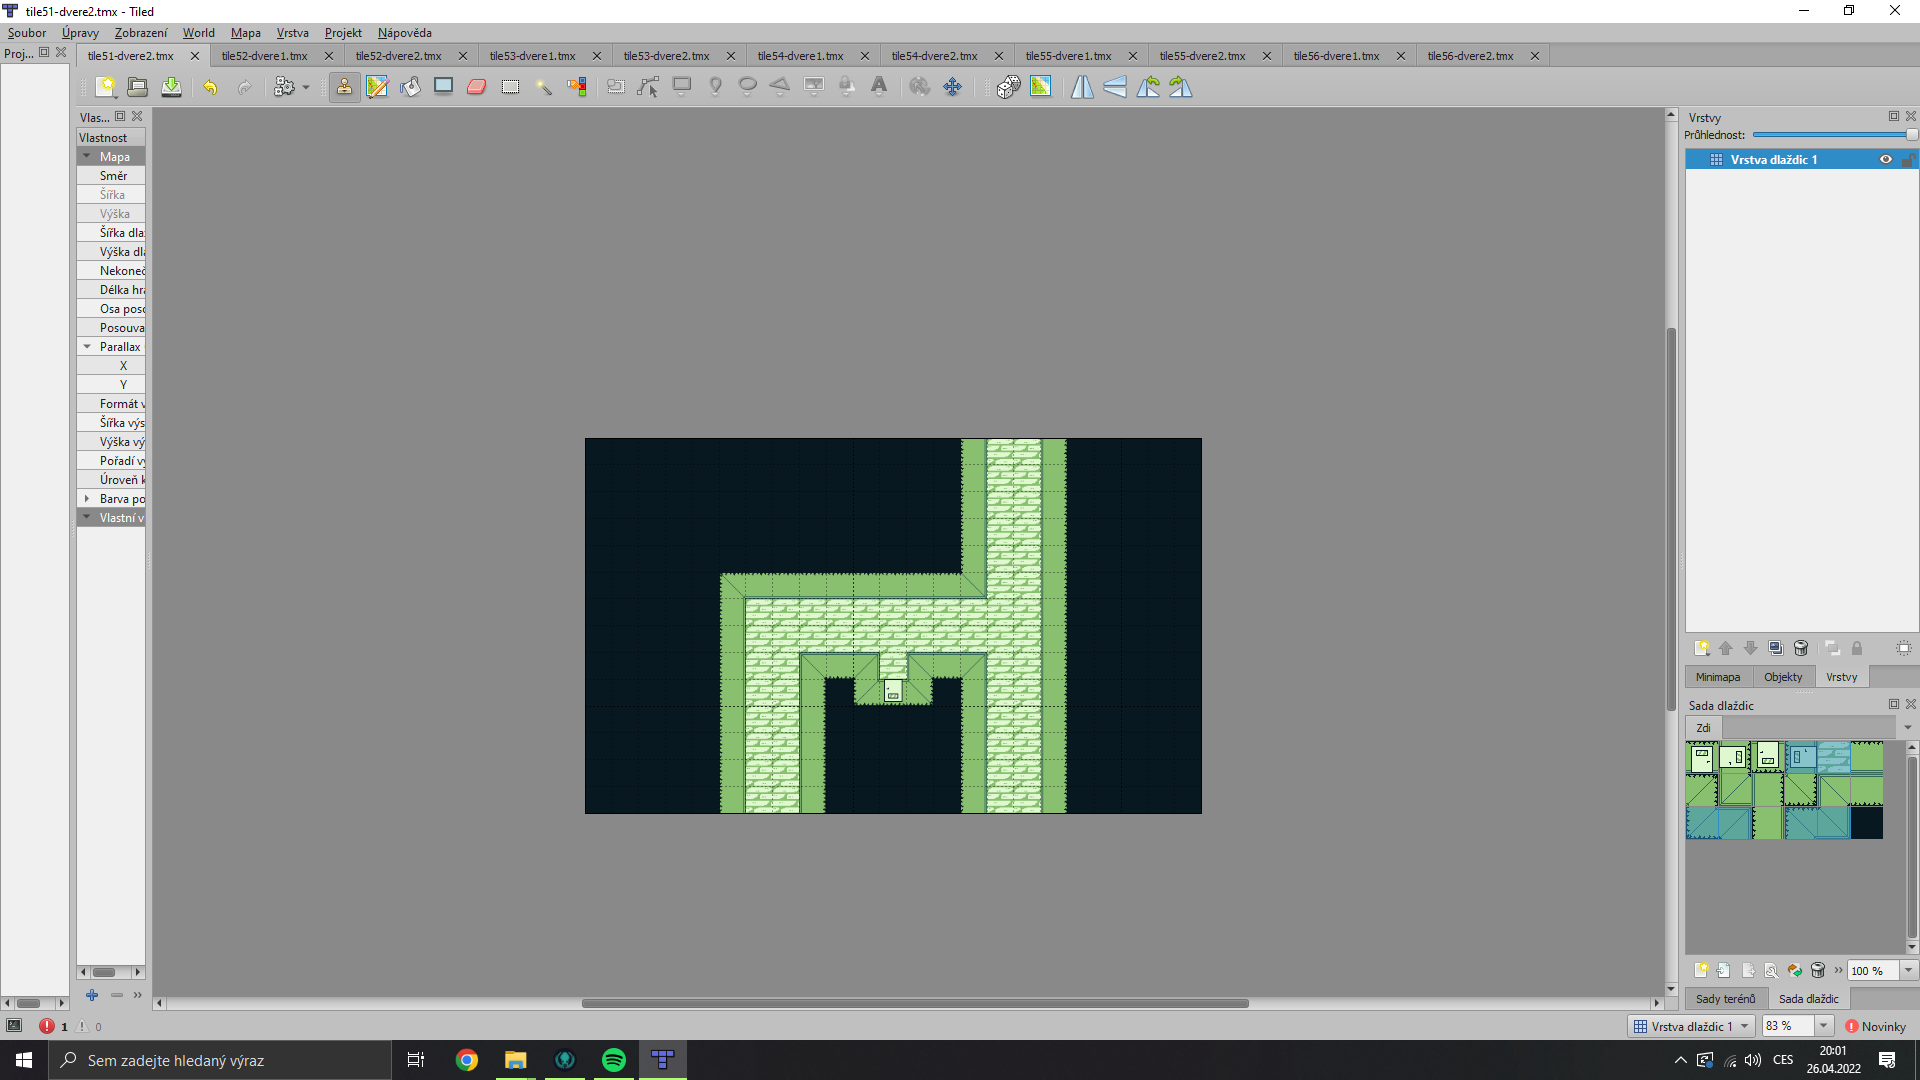 tile51-dvere2.tmx - Tiled
Soubor Úpravy Zobrazení World Mapa Vrstva Projekt Nápověda
Proj... tile51-dvere2.tmx tile52-dvere1.tmx tile52-dvere2.tmx tile53-dvere1.tmx tile53-dvere2.tmx tile54-dvere1.tmx tile54-dvere2.tmx tile55-dvere1.tmx tile55-dvere2.tmx tile56-dvere1.tmx tile56-dvere2.tmx
Vlas...
Vlastnost
Mapa
Směr
Šířka
Výška
Šířka dla
Výška dla
Nekoneč
Délka hra
Osa poso
Posouva
Parallax
X
Y
Formát v
Šířka výs
Výška vý
Pořadí vy
Úroveň k
Barva po
Vlastní v
Vrstvy
Průhlednost:
Vrstva dlaždic 1
Minimapa Objekty Vrstvy
Sada dlaždic
Zdi
100 %
Sady terénů Sada dlaždic
1 0
Vrstva dlaždic 1 83 % Novinky
Sem zadejte hledaný výraz
CES
20:01
26.04.2022